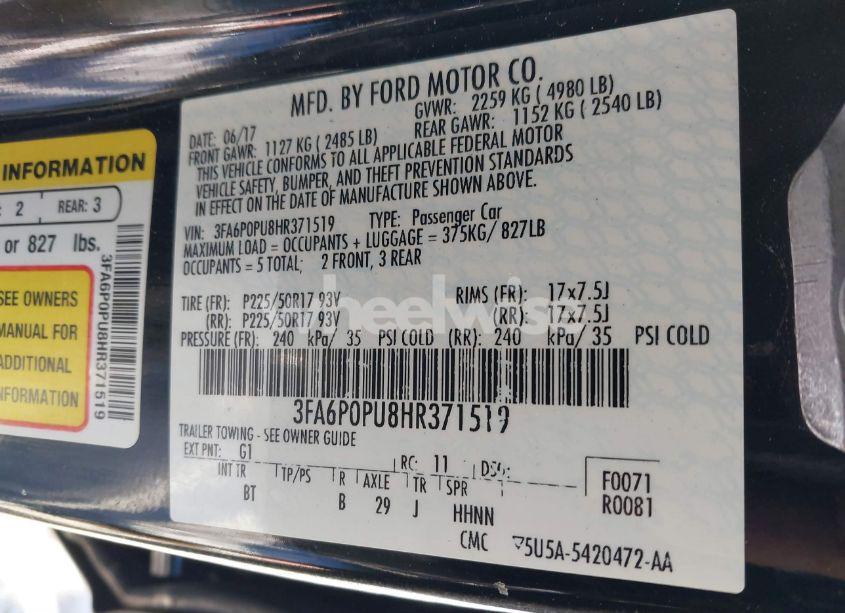 INFORMATION
: 2 REAR: 3
or 827 lbs.
SEE OWNERS
MANUAL FOR
ADDITIONAL
INFORMATION
3FA6P0PU8HR371519
MFD. BY FORD MOTOR CO.
DATE: 06/17 GVWR: 2259 KG ( 4980 LB)
FRONT GAWR: 1127 KG ( 2485 LB) REAR GAWR: 1152 KG ( 2540 LB)
THIS VEHICLE CONFORMS TO ALL APPLICABLE FEDERAL MOTOR
VEHICLE SAFETY, BUMPER, AND THEFT PREVENTION STANDARDS
IN EFFECT ON THE DATE OF MANUFACTURE SHOWN ABOVE.
VIN: 3FA6P0PU8HR371519 TYPE: Passenger Car
MAXIMUM LOAD = OCCUPANTS + LUGGAGE = 375KG/ 827LB
OCCUPANTS = 5 TOTAL; 2 FRONT, 3 REAR
TIRE (FR): P225/50R17 93V RIMS (FR): 17x7.5J
(RR): P225/50R17 93V (RR): 17x7.5J
PRESSURE (FR): 240 kPa/ 35 PSI COLD (RR): 240 kPa/ 35 PSI COLD
3FA6P0PU8HR371519
TRAILER TOWING - SEE OWNER GUIDE
EXT PNT: G1 RC: 11 DSO: F0071
INT TR TP/PS R AXLE TR SPR R0081
BT B 29 J HHNN
CMC 5U5A-5420472-AA